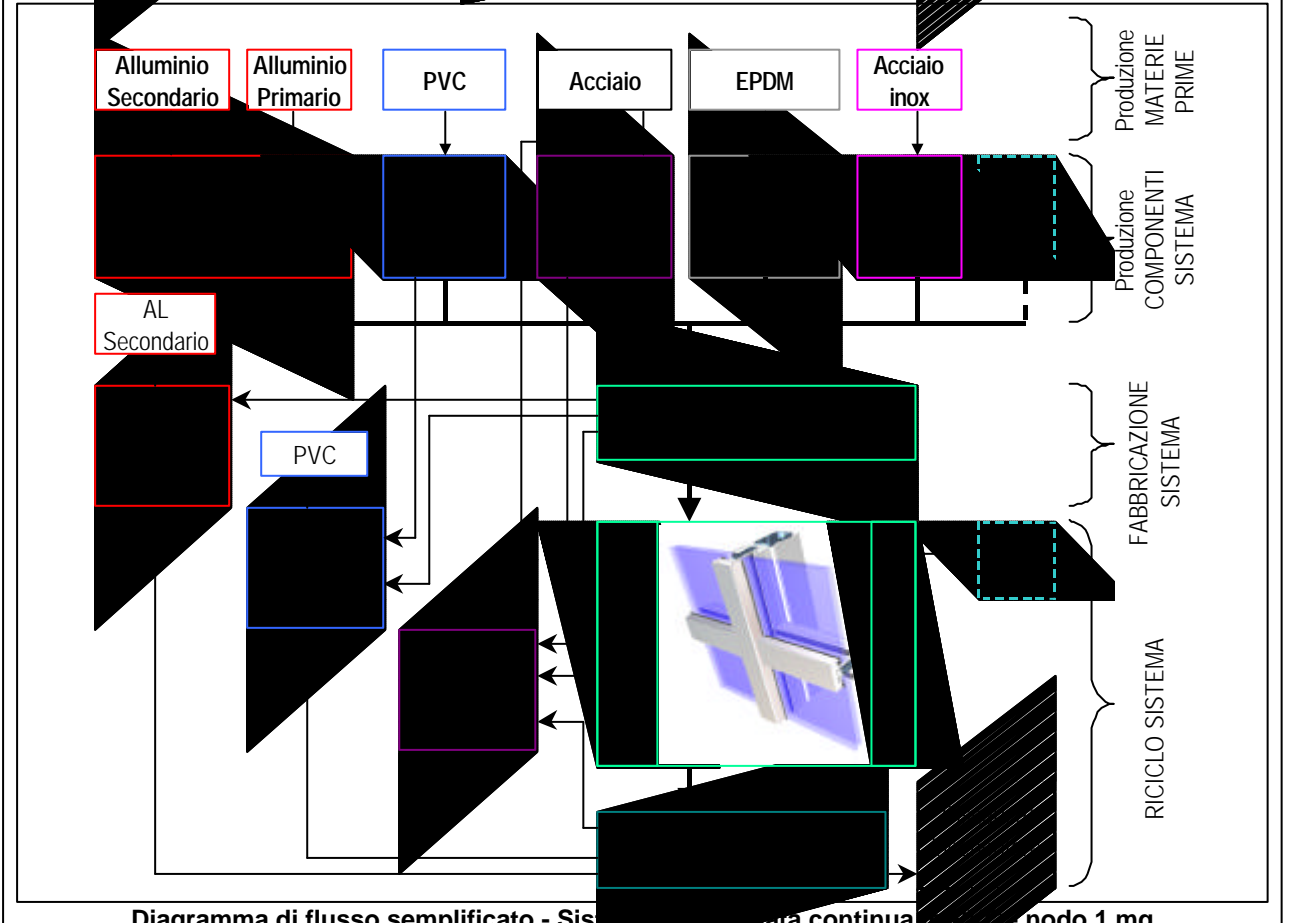 Alluminio
Secondario
Alluminio
Primario
PVC
Acciaio
EPDM
Acciaio
inox
Produzione
MATERIE
PRIME
Produzione
COMPONENTI
SISTEMA
AL
Secondario
PVC
FABBRICAZIONE
SISTEMA
RICICLO SISTEMA
Diagramma di flusso semplificato - continua nodo 1 mq